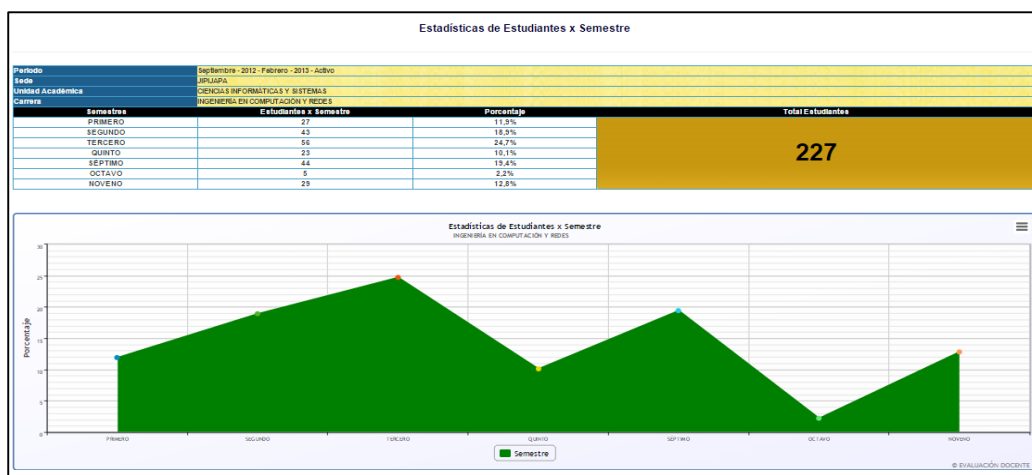 Estadísticas de Estudiantes x Semestre
Periodo Septiembre - 2012 - Febrero - 2013 - Activo
Sede JIPIJAPA
Unidad Académica CIENCIAS INFORMÁTICAS Y SISTEMAS
Carrera INGENIERÍA EN COMPUTACIÓN Y REDES
Semestres Estudiantes x Semestre Porcentaje Total Estudiantes
PRIMERO 27 11,9%
SEGUNDO 43 18,9%
TERCERO 56 24,7%
QUINTO 23 10,1%
SÉPTIMO 44 19,4%
OCTAVO 5 2,2%
NOVENO 29 12,8%
227
Estadísticas de Estudiantes x Semestre
INGENIERÍA EN COMPUTACIÓN Y REDES
Porcentaje
30
25
20
15
10
5
0
PRIMERO SEGUNDO TERCERO QUINTO SÉPTIMO OCTAVO NOVENO
Semestre
© EVALUACIÓN DOCENTE